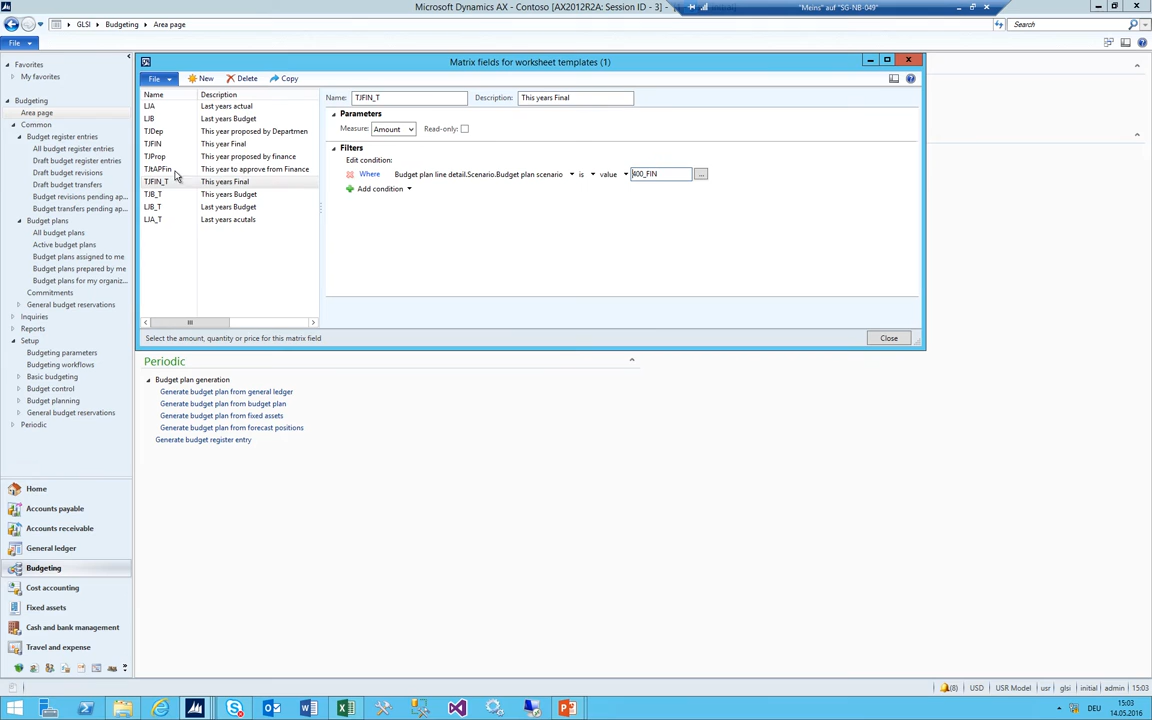 Microsoft Dynamics AX - Contoso [AX2012R2A: Session ID - 3] -
"Meins" auf "SG-NB-049"
GLSI
Budgeting
Area page
Search
File
Favorites
My favorites
Budgeting
Area page
Common
Budget register entries
All budget register entries
Draft budget register entries
Draft budget revisions
Draft budget transfers
Budget revisions pending ap...
Budget transfers pending ap...
Budget plans
All budget plans
Active budget plans
Budget plans assigned to me
Budget plans prepared by me
Budget plans for my organiz...
Commitments
General budget reservations
Inquiries
Reports
Setup
Budgeting parameters
Budgeting workflows
Basic budgeting
Budget control
Budget planning
General budget reservations
Periodic
Home
Accounts payable
Accounts receivable
General ledger
Budgeting
Cost accounting
Fixed assets
Cash and bank management
Travel and expense
Matrix fields for worksheet templates (1)
File
New
Delete
Copy
Name
Description
LJA
Last years actual
LJB
Last years Budget
TJDep
This year proposed by Departmen
TJFIN
This year Final
TJProp
This year proposed by finance
TJtAPFin
This year to approve from Finance
TJFIN_T
This years Final
TJB_T
This years Budget
LJB_T
Last years Budget
LJA_T
Last years acutals
Name:
TJFIN_T
Description:
This years Final
Parameters
Measure:
Amount
Read-only:
Filters
Edit condition:
Where
Budget plan line detail.Scenario.Budget plan scenario
is
value
400_FIN
...
Add condition
Select the amount, quantity or price for this matrix field
Close
Periodic
Budget plan generation
Generate budget plan from general ledger
Generate budget plan from budget plan
Generate budget plan from fixed assets
Generate budget plan from forecast positions
Generate budget register entry
(8)
USD
USR Model
usr
glsi
initial
admin
15:03
DEU
15:03
14.05.2016